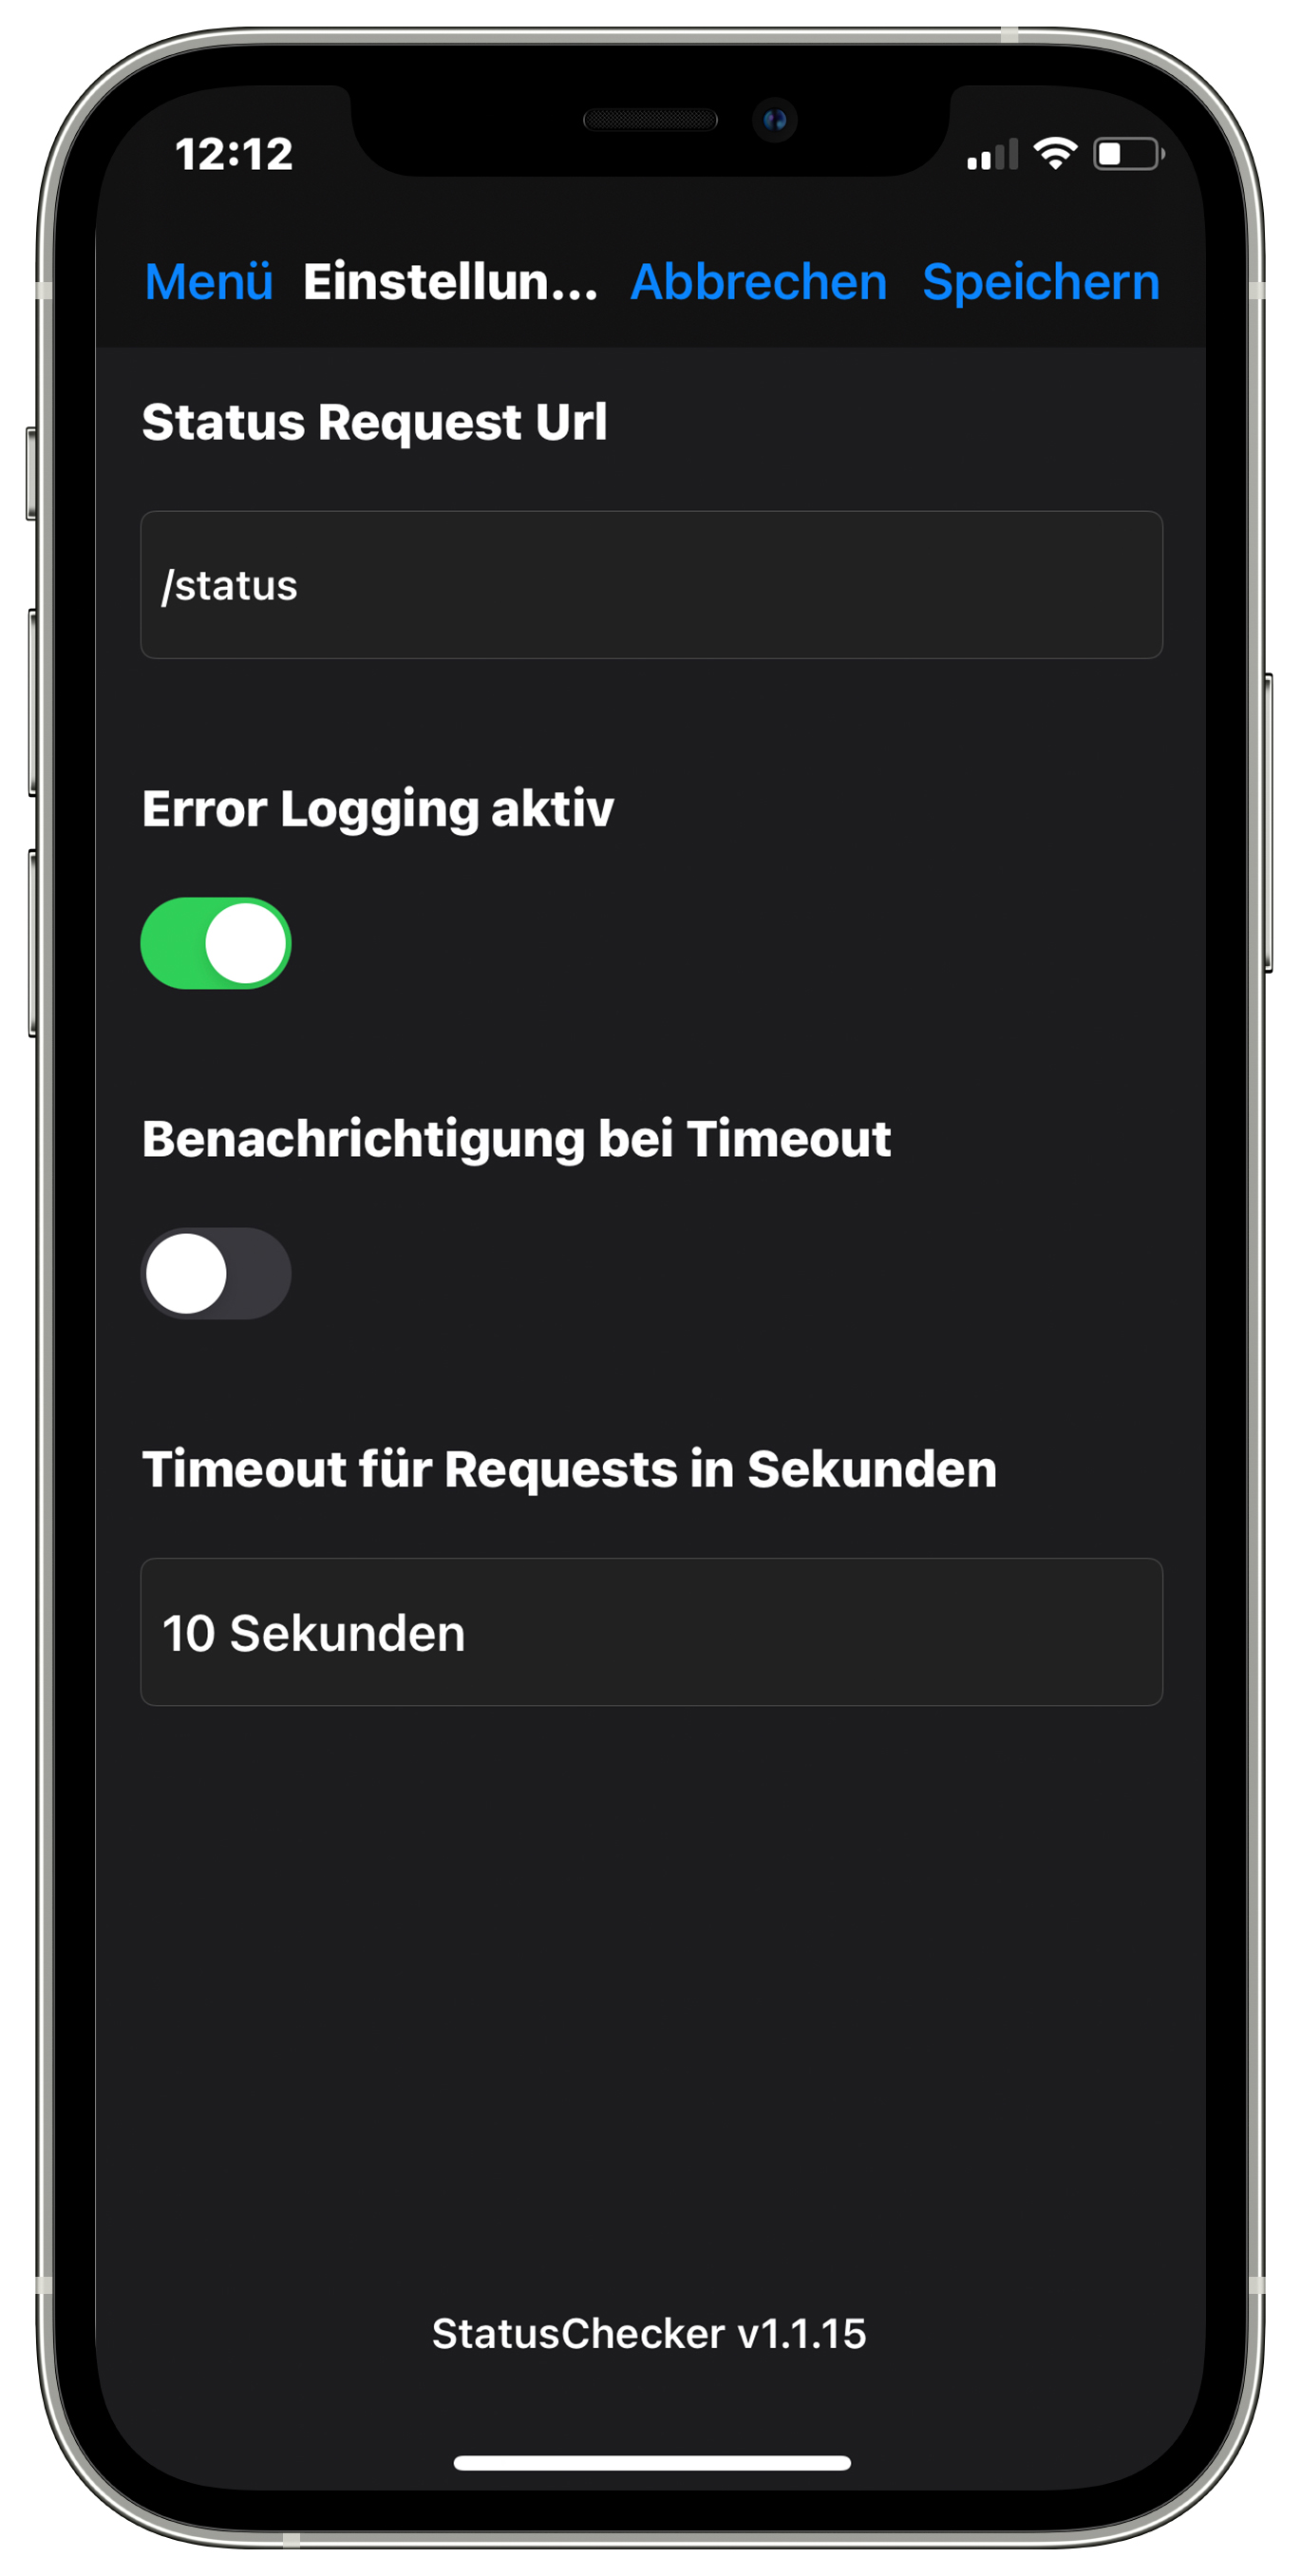 12:12
Menü Einstellun... Abbrechen Speichern
Status Request Url
/status
Error Logging aktiv
Benachrichtigung bei Timeout
Timeout für Requests in Sekunden
10 Sekunden
StatusChecker v1.1.15